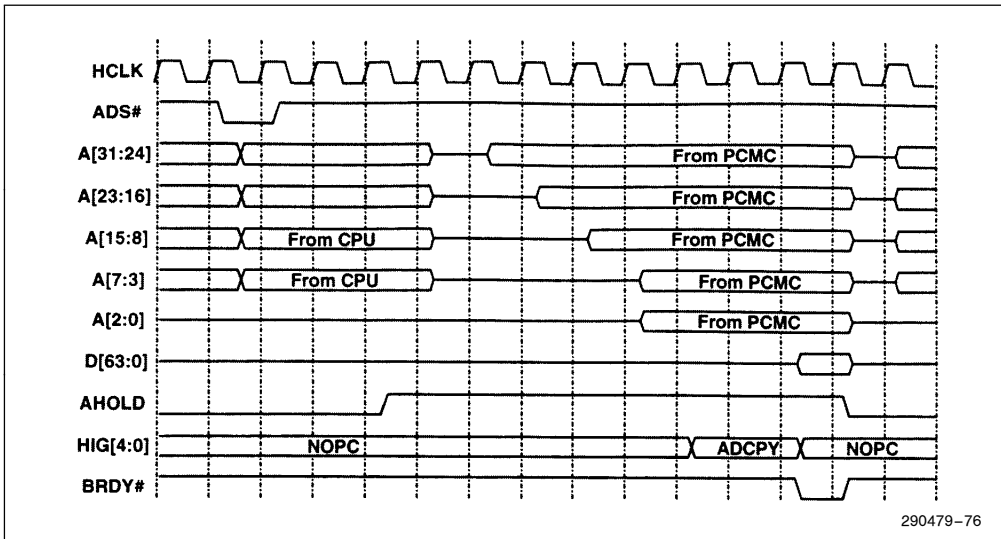 HCLK
ADS#
A[31:24] From PCMC
A[23:16] From PCMC
A[15:8] From CPU From PCMC
A[7:3] From CPU From PCMC
A[2:0] From PCMC
D[63:0]
AHOLD
HIG[4:0] NOPC ADCPY NOPC
BRDY#
290479–76